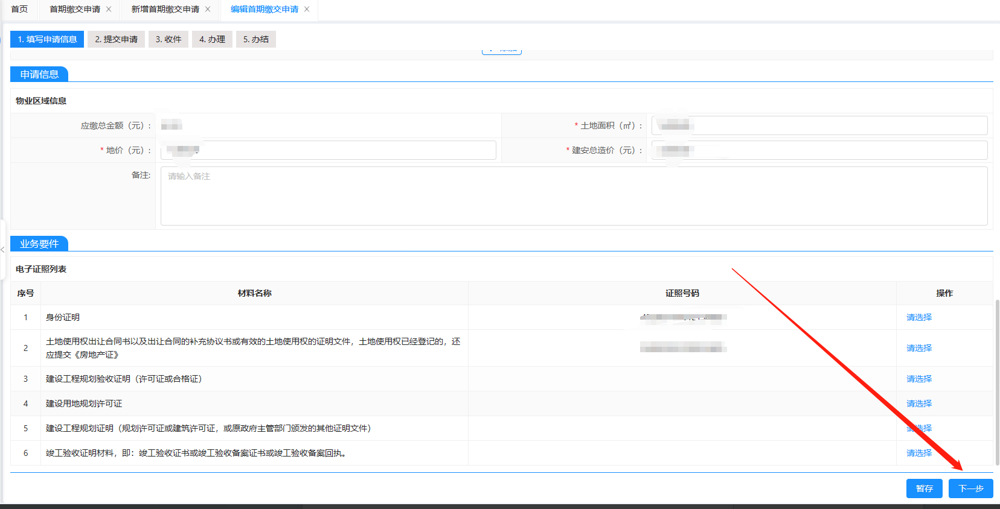 首页 首期缴交申请 × 新增首期缴交申请 × 编辑首期缴交申请 ×
1. 填写申请信息 2. 提交申请 3. 收件 4. 办理 5. 办结
申请信息
物业区域信息
应缴总金额（元）: * 土地面积（㎡）:
* 地价（元）: * 建安总造价（元）:
备注: 请输入备注
业务要件
电子证照列表
序号 材料名称 证照号码 操作
1 身份证明 请选择
2 土地使用权出让合同书以及出让合同的补充协议书或有效的土地使用权的证明文件，土地使用权已经登记的，还
应提交《房地产证》 请选择
3 建设工程规划验收证明（许可证或合格证） 请选择
4 建设用地规划许可证 请选择
5 建设工程规划证明（规划许可证或建筑许可证，或原政府主管部门颁发的其他证明文件） 请选择
6 竣工验收证明材料，即：竣工验收证书或竣工验收备案证书或竣工验收备案回执。 请选择
暂存 下一步